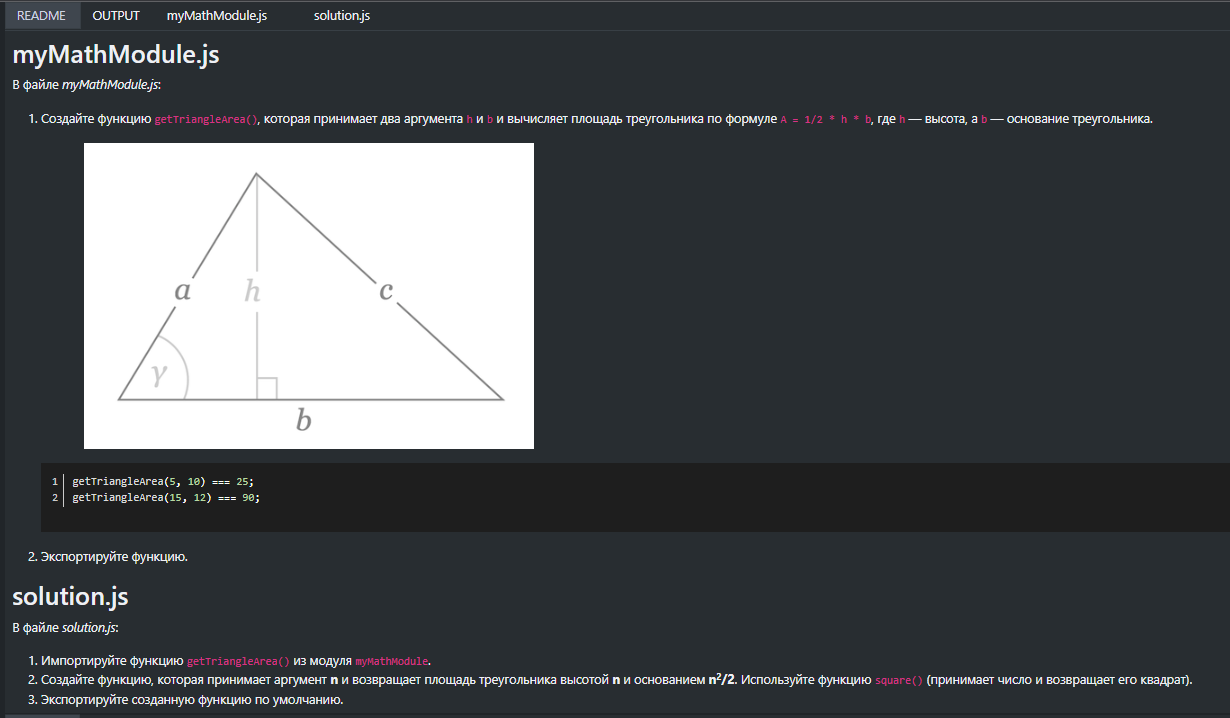 README OUTPUT myMathModule.js solution.js
myMathModule.js
В файле myMathModule.js:
1. Создайте функцию getTriangleArea(), которая принимает два аргумента h и b и вычисляет площадь треугольника по формуле A = 1/2 * h * b, где h — высота, а b — основание треугольника.
a h c
γ
b
1 getTriangleArea(5, 10) === 25;
2 getTriangleArea(15, 12) === 90;
2. Экспортируйте функцию.
solution.js
В файле solution.js:
1. Импортируйте функцию getTriangleArea() из модуля myMathModule.
2. Создайте функцию, которая принимает аргумент n и возвращает площадь треугольника высотой n и основанием n²/2. Используйте функцию square() (принимает число и возвращает его квадрат).
3. Экспортируйте созданную функцию по умолчанию.